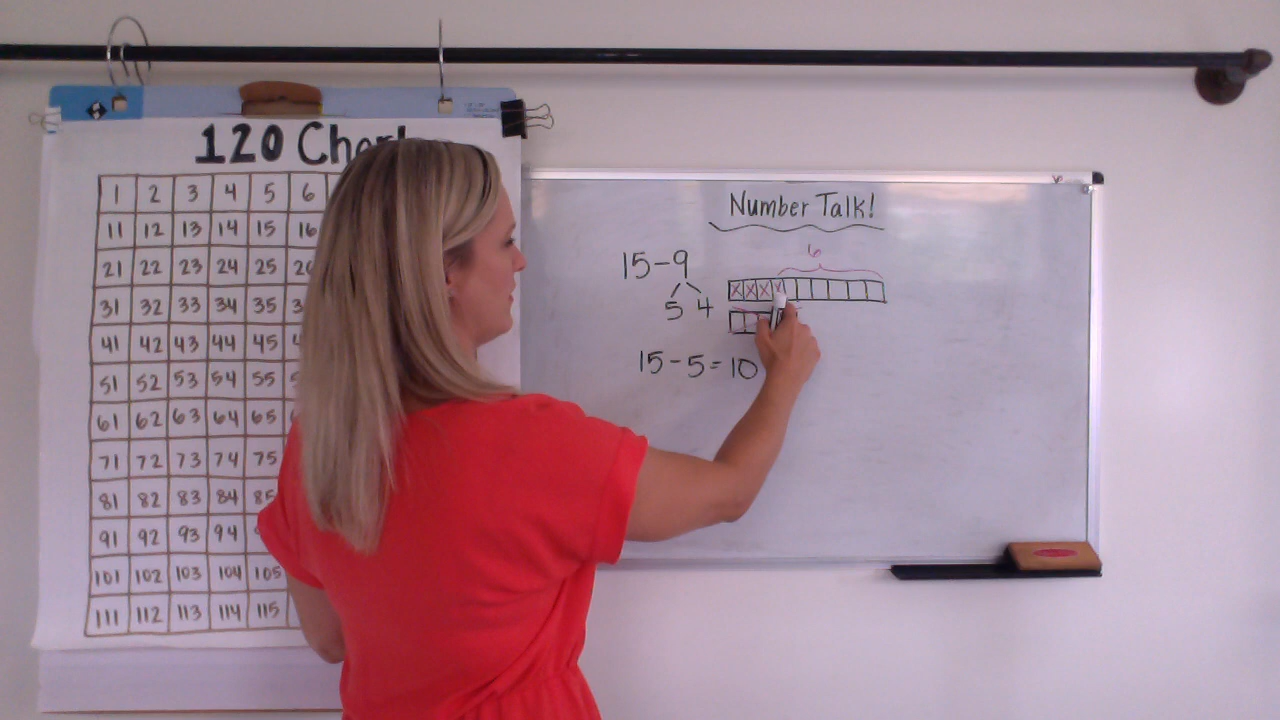 120 Chart
1 2 3 4 5 6
11 12 13 14 15 16
21 22 23 24 25 26
31 32 33 34 35
41 42 43 44 45
51 52 53 54 55
61 62 63 64 65
71 72 73 74 75
81 82 83 84 85
91 92 93 94
101 102 103 104 105
111 112 113 114 115
Number Talk!
6
15-9
X X X X
5 4
15-5=10